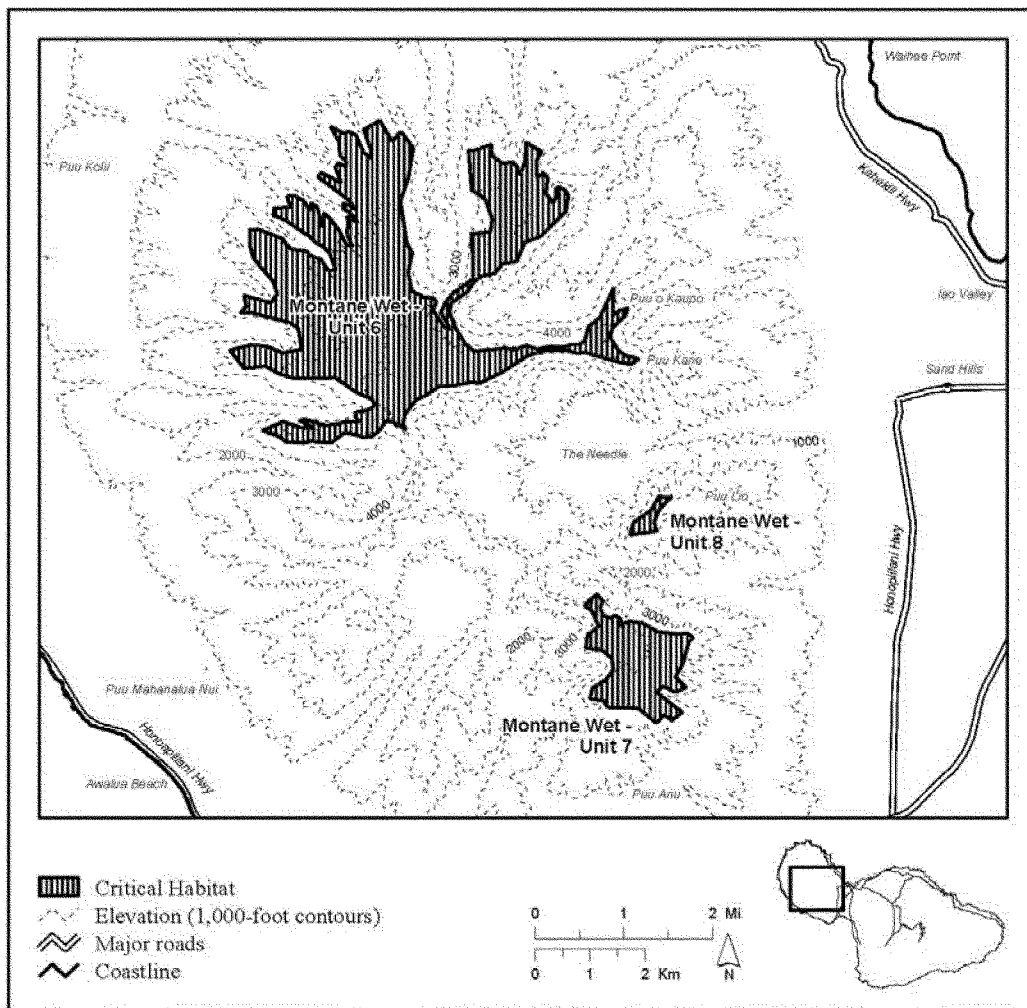 Waihee Point
Puu Kolii
Kahekili Hwy
3000
Iao Valley
Puu o Kaupo
Montane Wet -
Unit 6
4000
Puu Kane
Sand Hills
1000
2000
The Needle
3000
Puu Lio
4000
Montane Wet -
Unit 8
Honopiilani Hwy
2000
3000
2000
3000
Puu Mahanalua Nui
Montane Wet -
Unit 7
Honoapiilani Hwy
Awalua Beach
Puu Anu
Critical Habitat
Elevation (1,000-foot contours)
Major roads
Coastline
0 1 2 Mi
0 1 2 Km
N